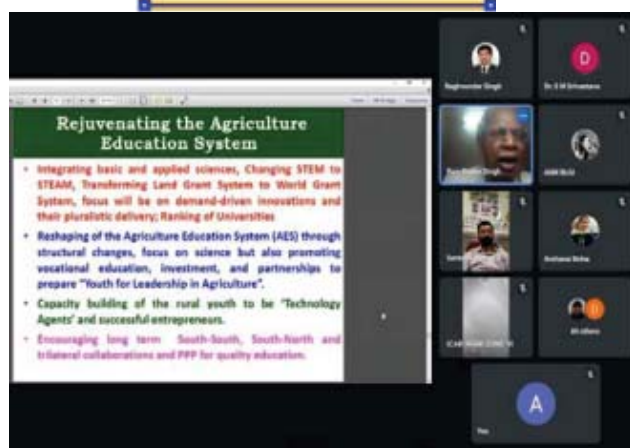 Rejuvenating the Agriculture
Education System
• Integrating basic and applied sciences, Changing STEM to
STEAM, Transforming Land Grant System to World Grant
System, focus will be on demand-driven innovations and
their pluralistic delivery; Ranking of Universities
• Reshaping of the Agriculture Education System (AES) through
structural changes, focus on science but also promoting
vocational education, investment, and partnerships to
prepare "Youth for Leadership in Agriculture".
• Capacity building of the rural youth to be 'Technology
Agents' and successful entrepreneurs.
• Encouraging long term South-South, South-North and
trilateral collaborations and PPP for quality education.
Raghvendar Singh
D
Dr. S M Srivastava
Singh
D
A
You